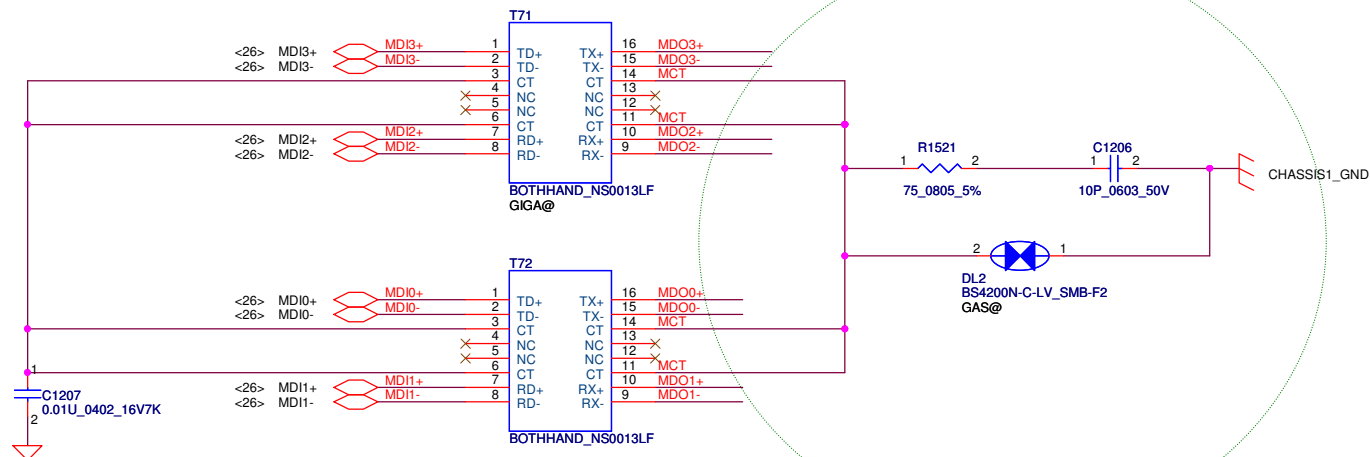 T71
<26> MDI3+ MDI3+ 1 TD+ TX+ 16 MDO3+
<26> MDI3- MDI3- 2 TD- TX- 15 MDO3-
3 CT CT 14 MCT
4 NC NC 13
5 NC NC 12
6 CT CT 11 MCT
<26> MDI2+ MDI2+ 7 RD+ RX+ 10 MDO2+
<26> MDI2- MDI2- 8 RD- RX- 9 MDO2-
BOTHHAND_NS0013LF
GIGA@
R1521
1 2
75_0805_5%
C1206
1 2
10P_0603_50V
CHASSIS1_GND
2 1
DL2
BS4200N-C-LV_SMB-F2
GAS@
T72
<26> MDI0+ MDI0+ 1 TD+ TX+ 16 MDO0+
<26> MDI0- MDI0- 2 TD- TX- 15 MDO0-
3 CT CT 14 MCT
4 NC NC 13
5 NC NC 12
6 CT CT 11 MCT
<26> MDI1+ MDI1+ 7 RD+ RX+ 10 MDO1+
<26> MDI1- MDI1- 8 RD- RX- 9 MDO1-
BOTHHAND_NS0013LF
1
C1207
0.01U_0402_16V7K
2